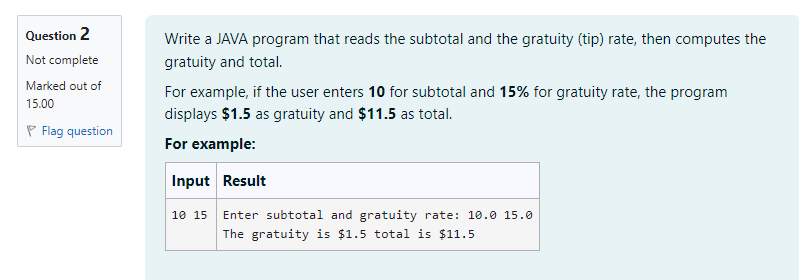 Question 2
Not complete
Marked out of
15.00
Flag question
Write a JAVA program that reads the subtotal and the gratuity (tip) rate, then computes the
gratuity and total.
For example, if the user enters 10 for subtotal and 15% for gratuity rate, the program
displays $1.5 as gratuity and $11.5 as total.
For example:
Input Result
10 15 Enter subtotal and gratuity rate: 10.0 15.0
The gratuity is $1.5 total is $11.5